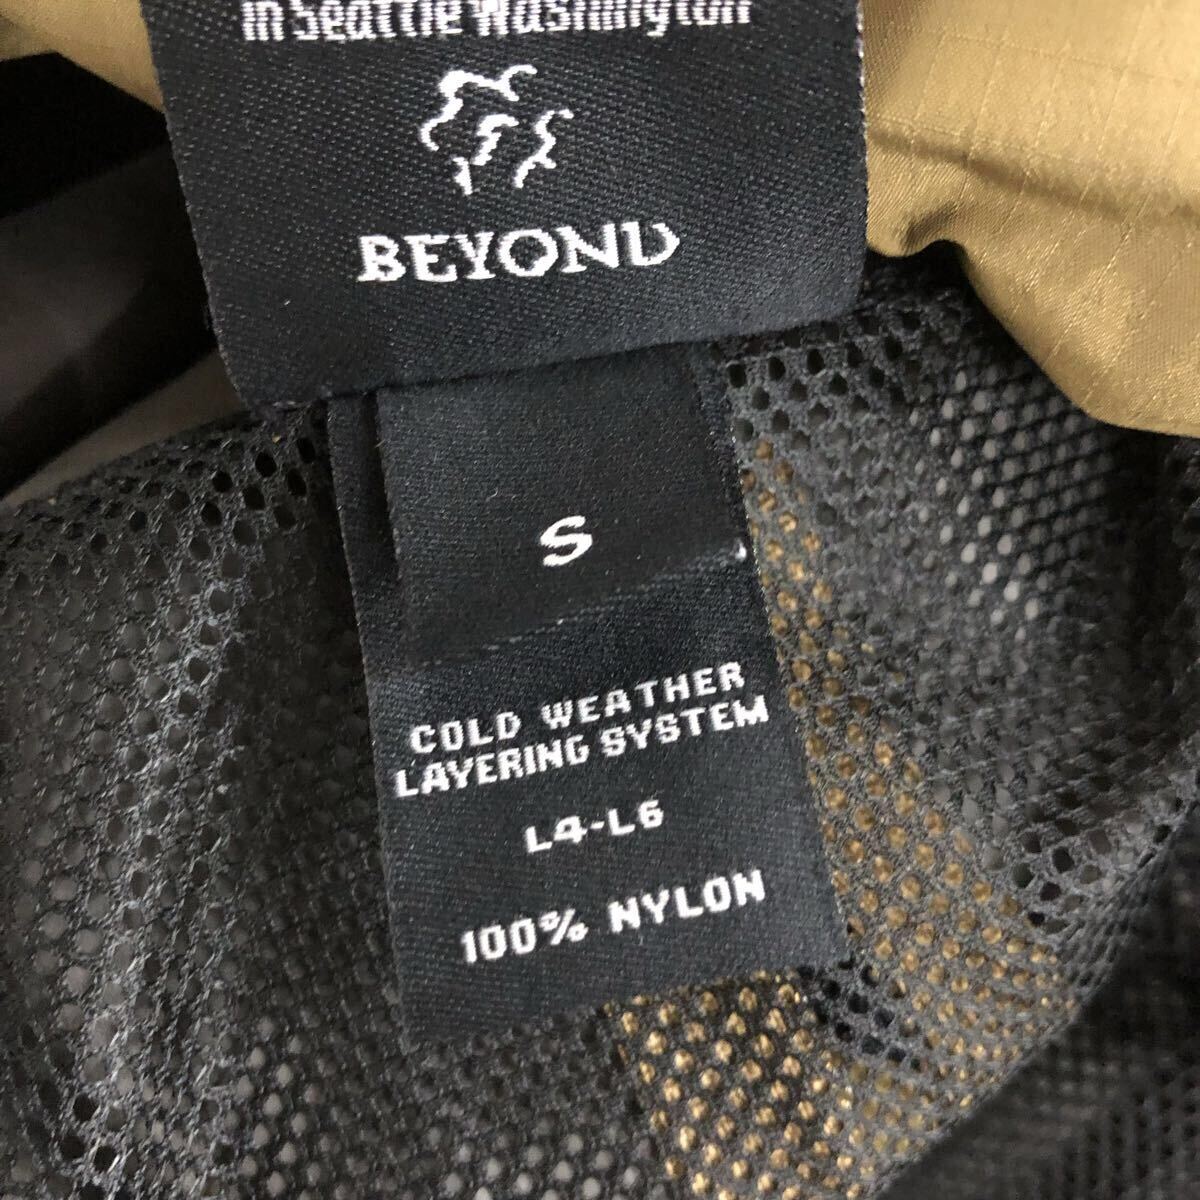 in Seattle Washington
BEYOND
S
COLD WEATHER
LAYERING SYSTEM
L4-L6
100% NYLON